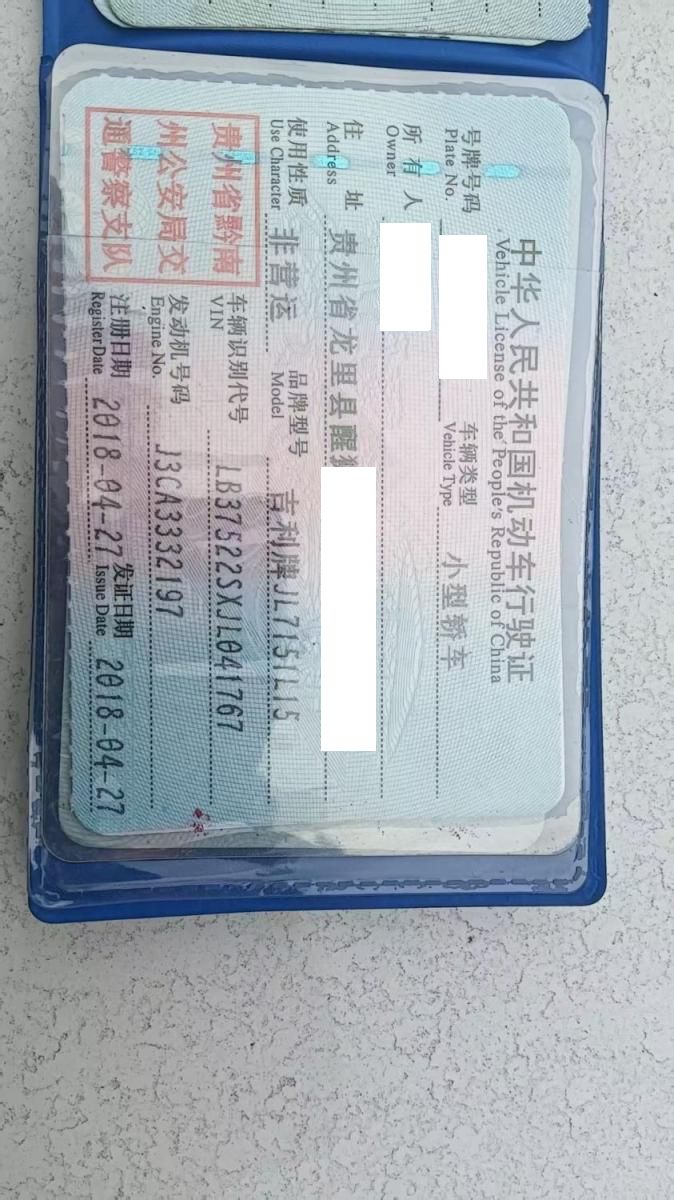 中华人民共和国机动车行驶证
Vehicle License of the People's Republic of China
号牌号码 车辆类型 小型轿车
Plate No. Vehicle Type
所有人
Owner
住址 贵州省龙里县醒
Address
使用性质 非营运 品牌型号 吉利牌JL7151L15
Use Character Model
贵州省黔南
州公安局交
通警察支队
车辆识别代号 LB37522SXJL041767
VIN
发动机号码 J3CA3332197
Engine No.
注册日期 2018-04-27 发证日期 2018-04-27
RegisterDate Issue Date